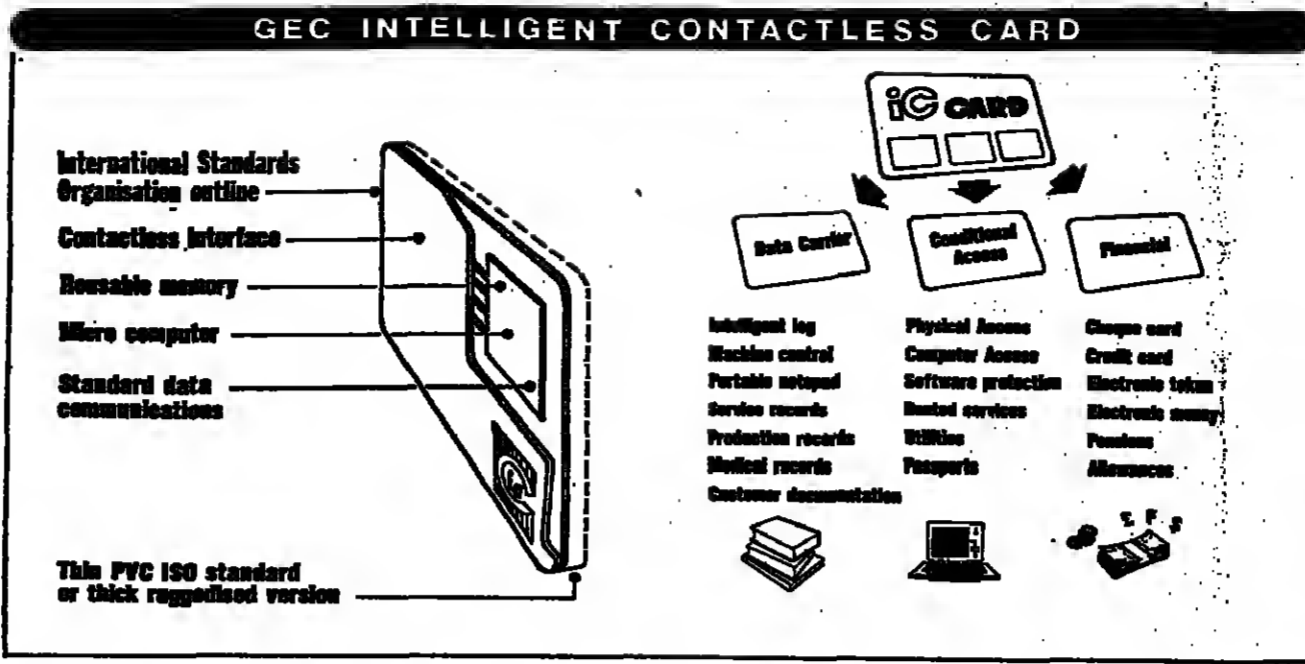 GEC INTELLIGENT CONTACTLESS CARD
International Standards
Organisation outline
Contactless Interface
Reusable memory
Micro computer
Standard data
communications
Thin PVC ISO standard
or thick ruggedised version
iC CARD
Data Carrier
Conditional
Access
Financial
Intelligent log
Machine control
Portable notepad
Service records
Production records
Medical records
Customer documentation
Physical Access
Computer Access
Software protection
Trusted services
Utilities
Passports
Cheque card
Credit card
Electronic token
Electronic money
Pensions
Allowances
£ F $